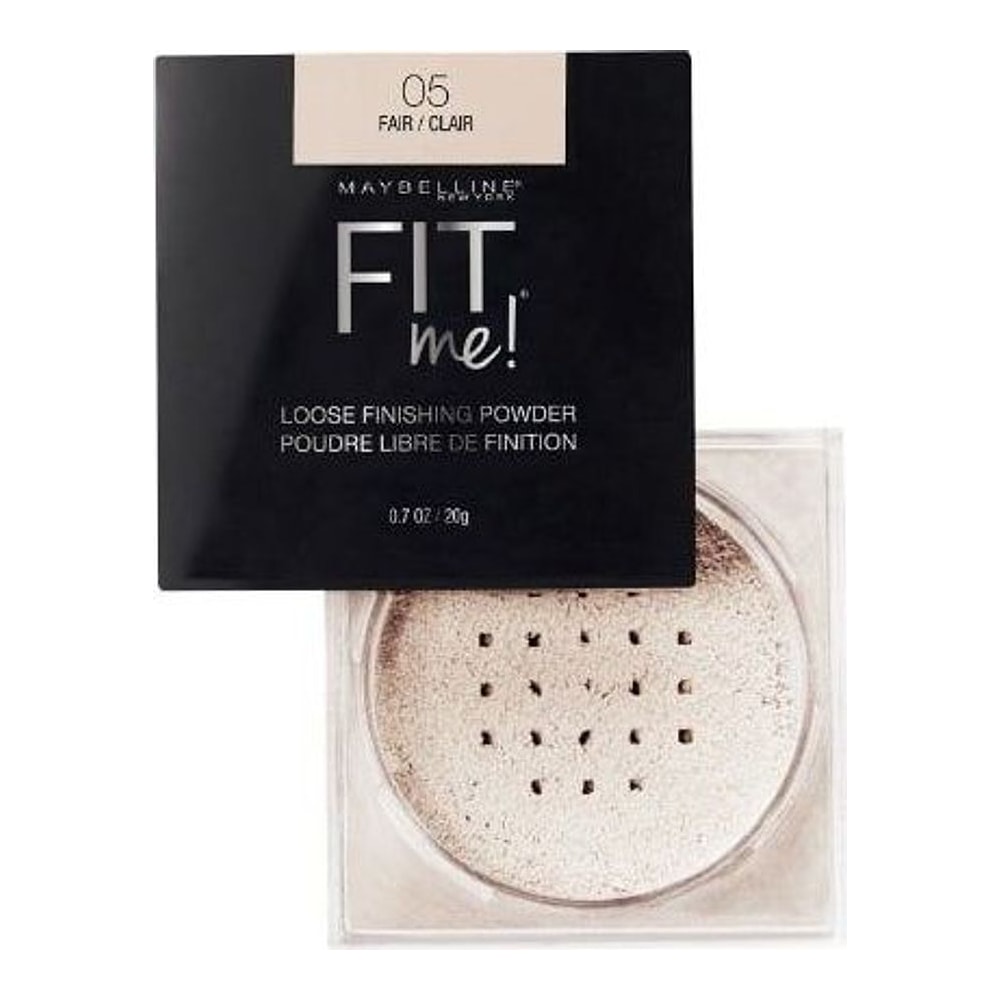 05
FAIR / CLAIR
MAYBELLINE®
NEW YORK
FIT
me!®
LOOSE FINISHING POWDER
POUDRE LIBRE DE FINITION
0.7 OZ / 20g